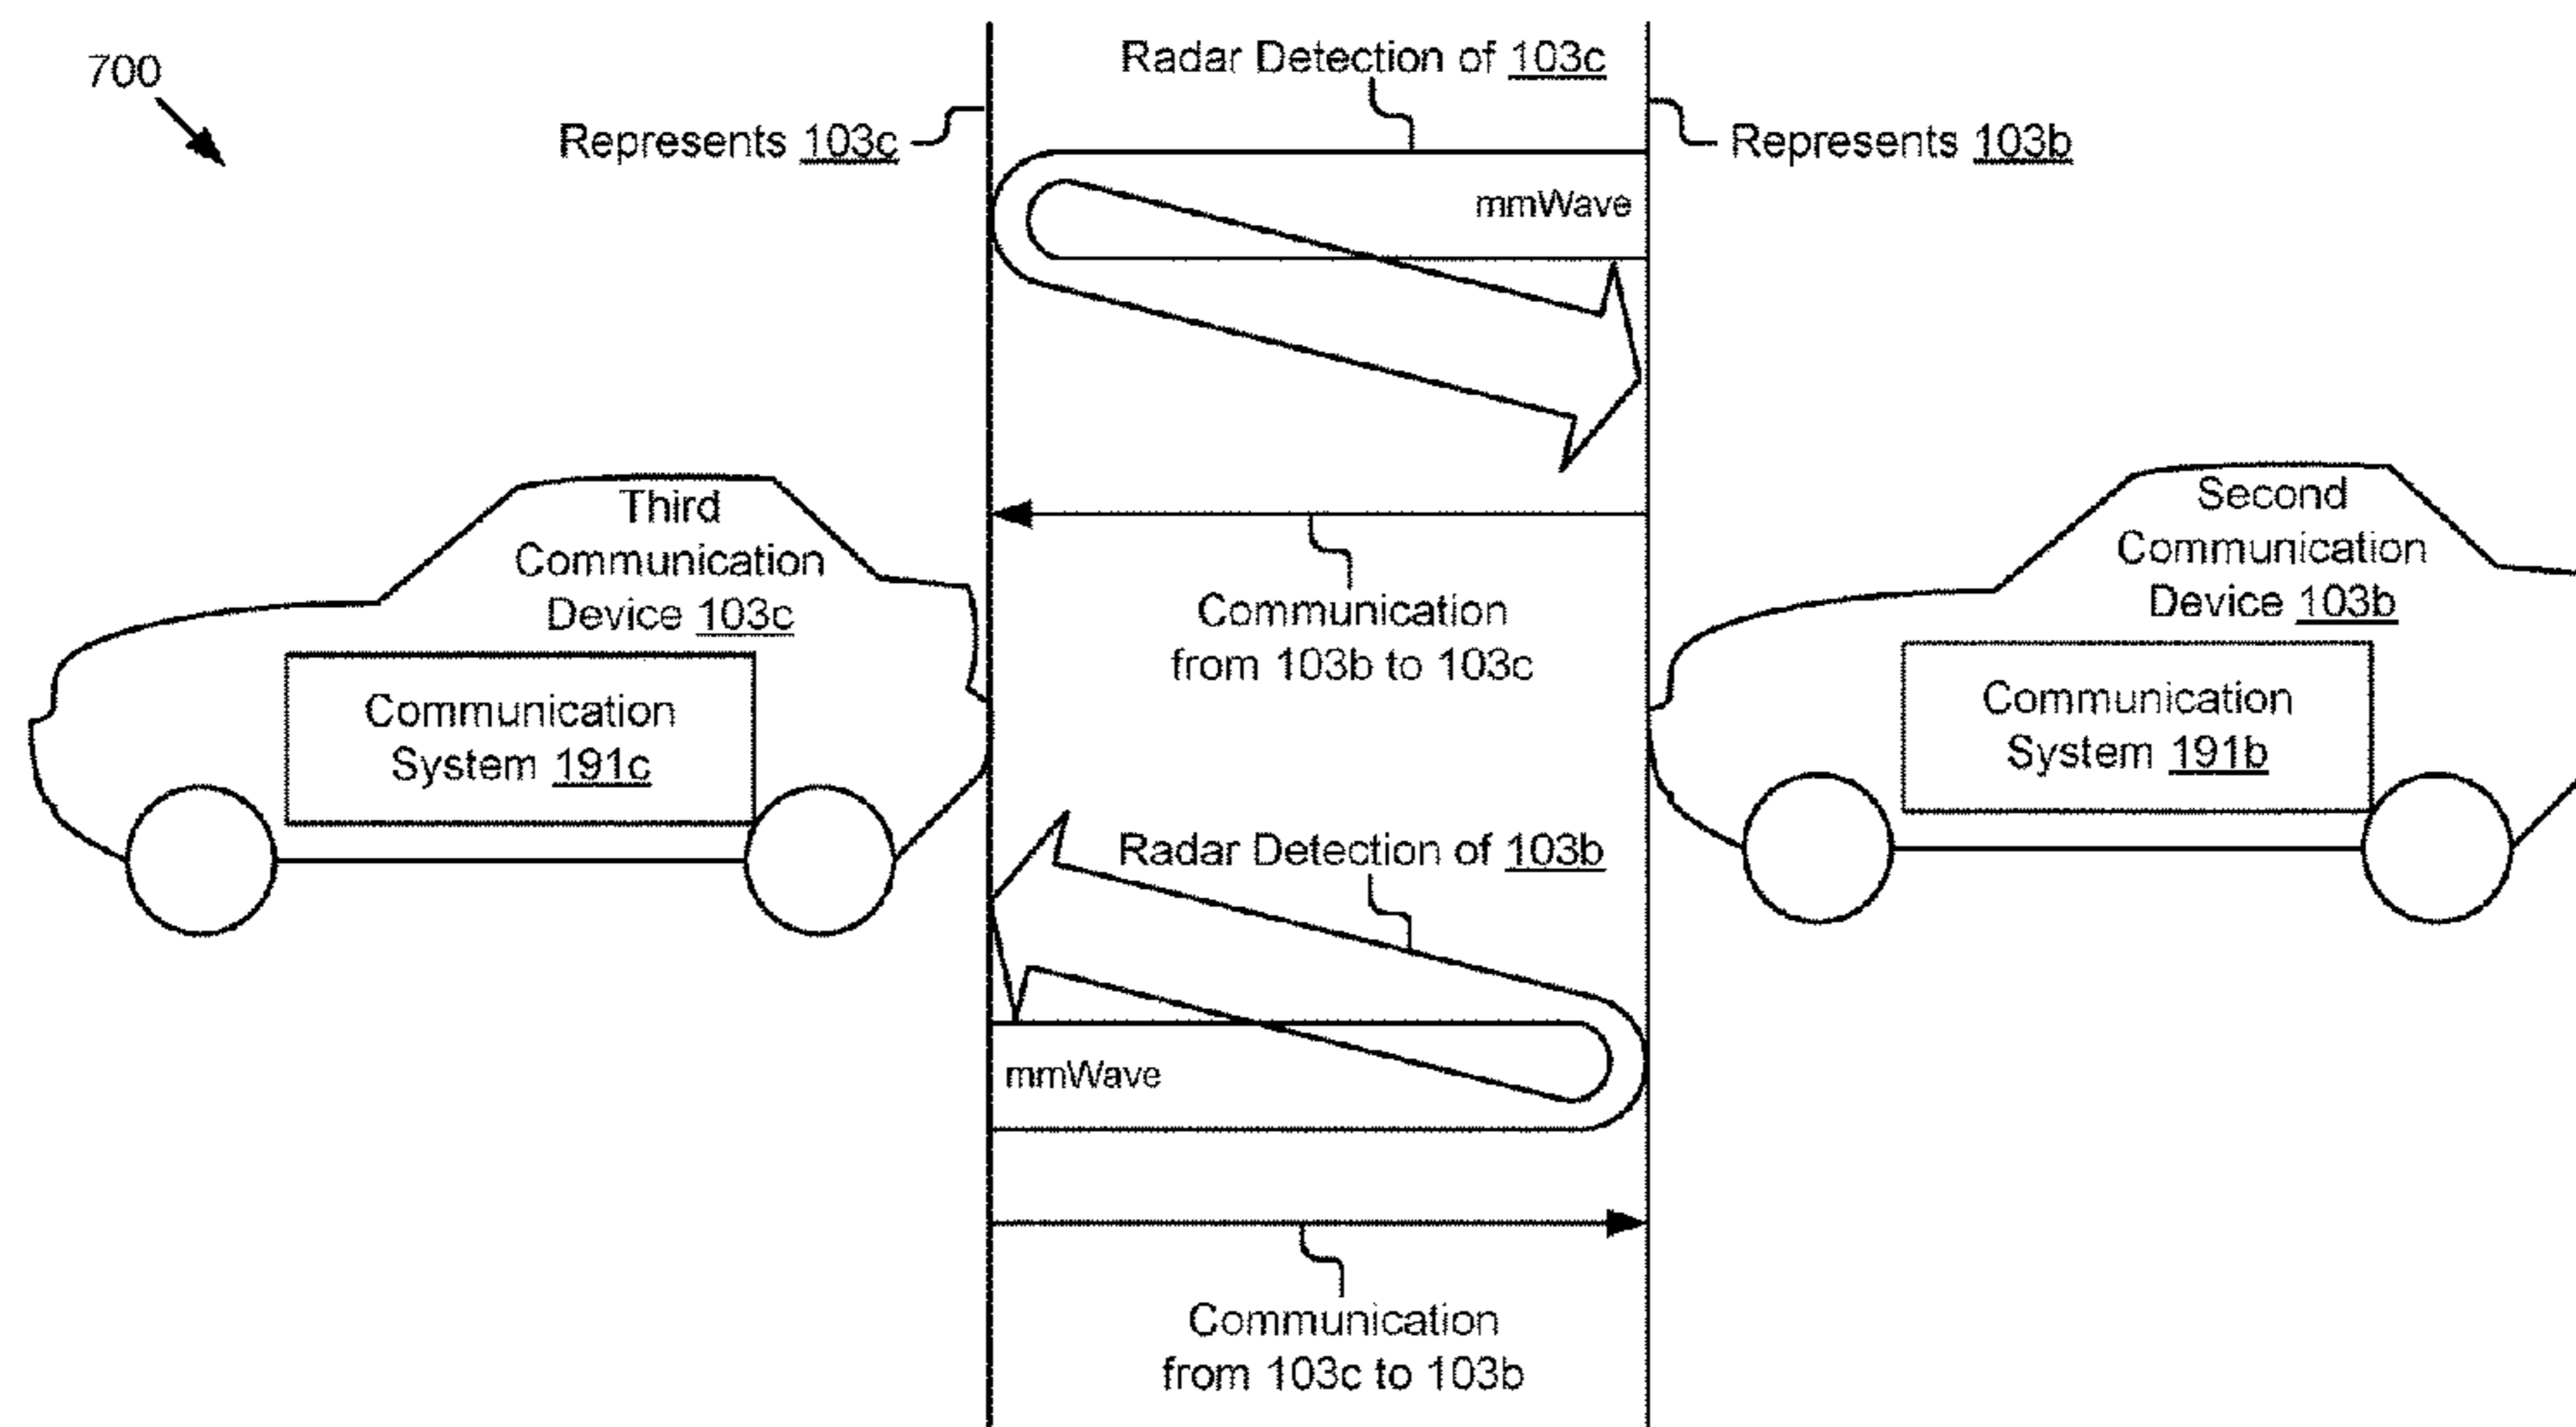 700
Radar Detection of 103c
Represents 103c
Represents 103b
mmWave
Third
Communication
Device 103c
Communication
System 191c
Second
Communication
Device 103b
Communication
System 191b
Communication
from 103b to 103c
Radar Detection of 103b
mmWave
Communication
from 103c to 103b